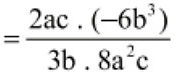 = 2ac . (−6b³) / 3b . 8a²c